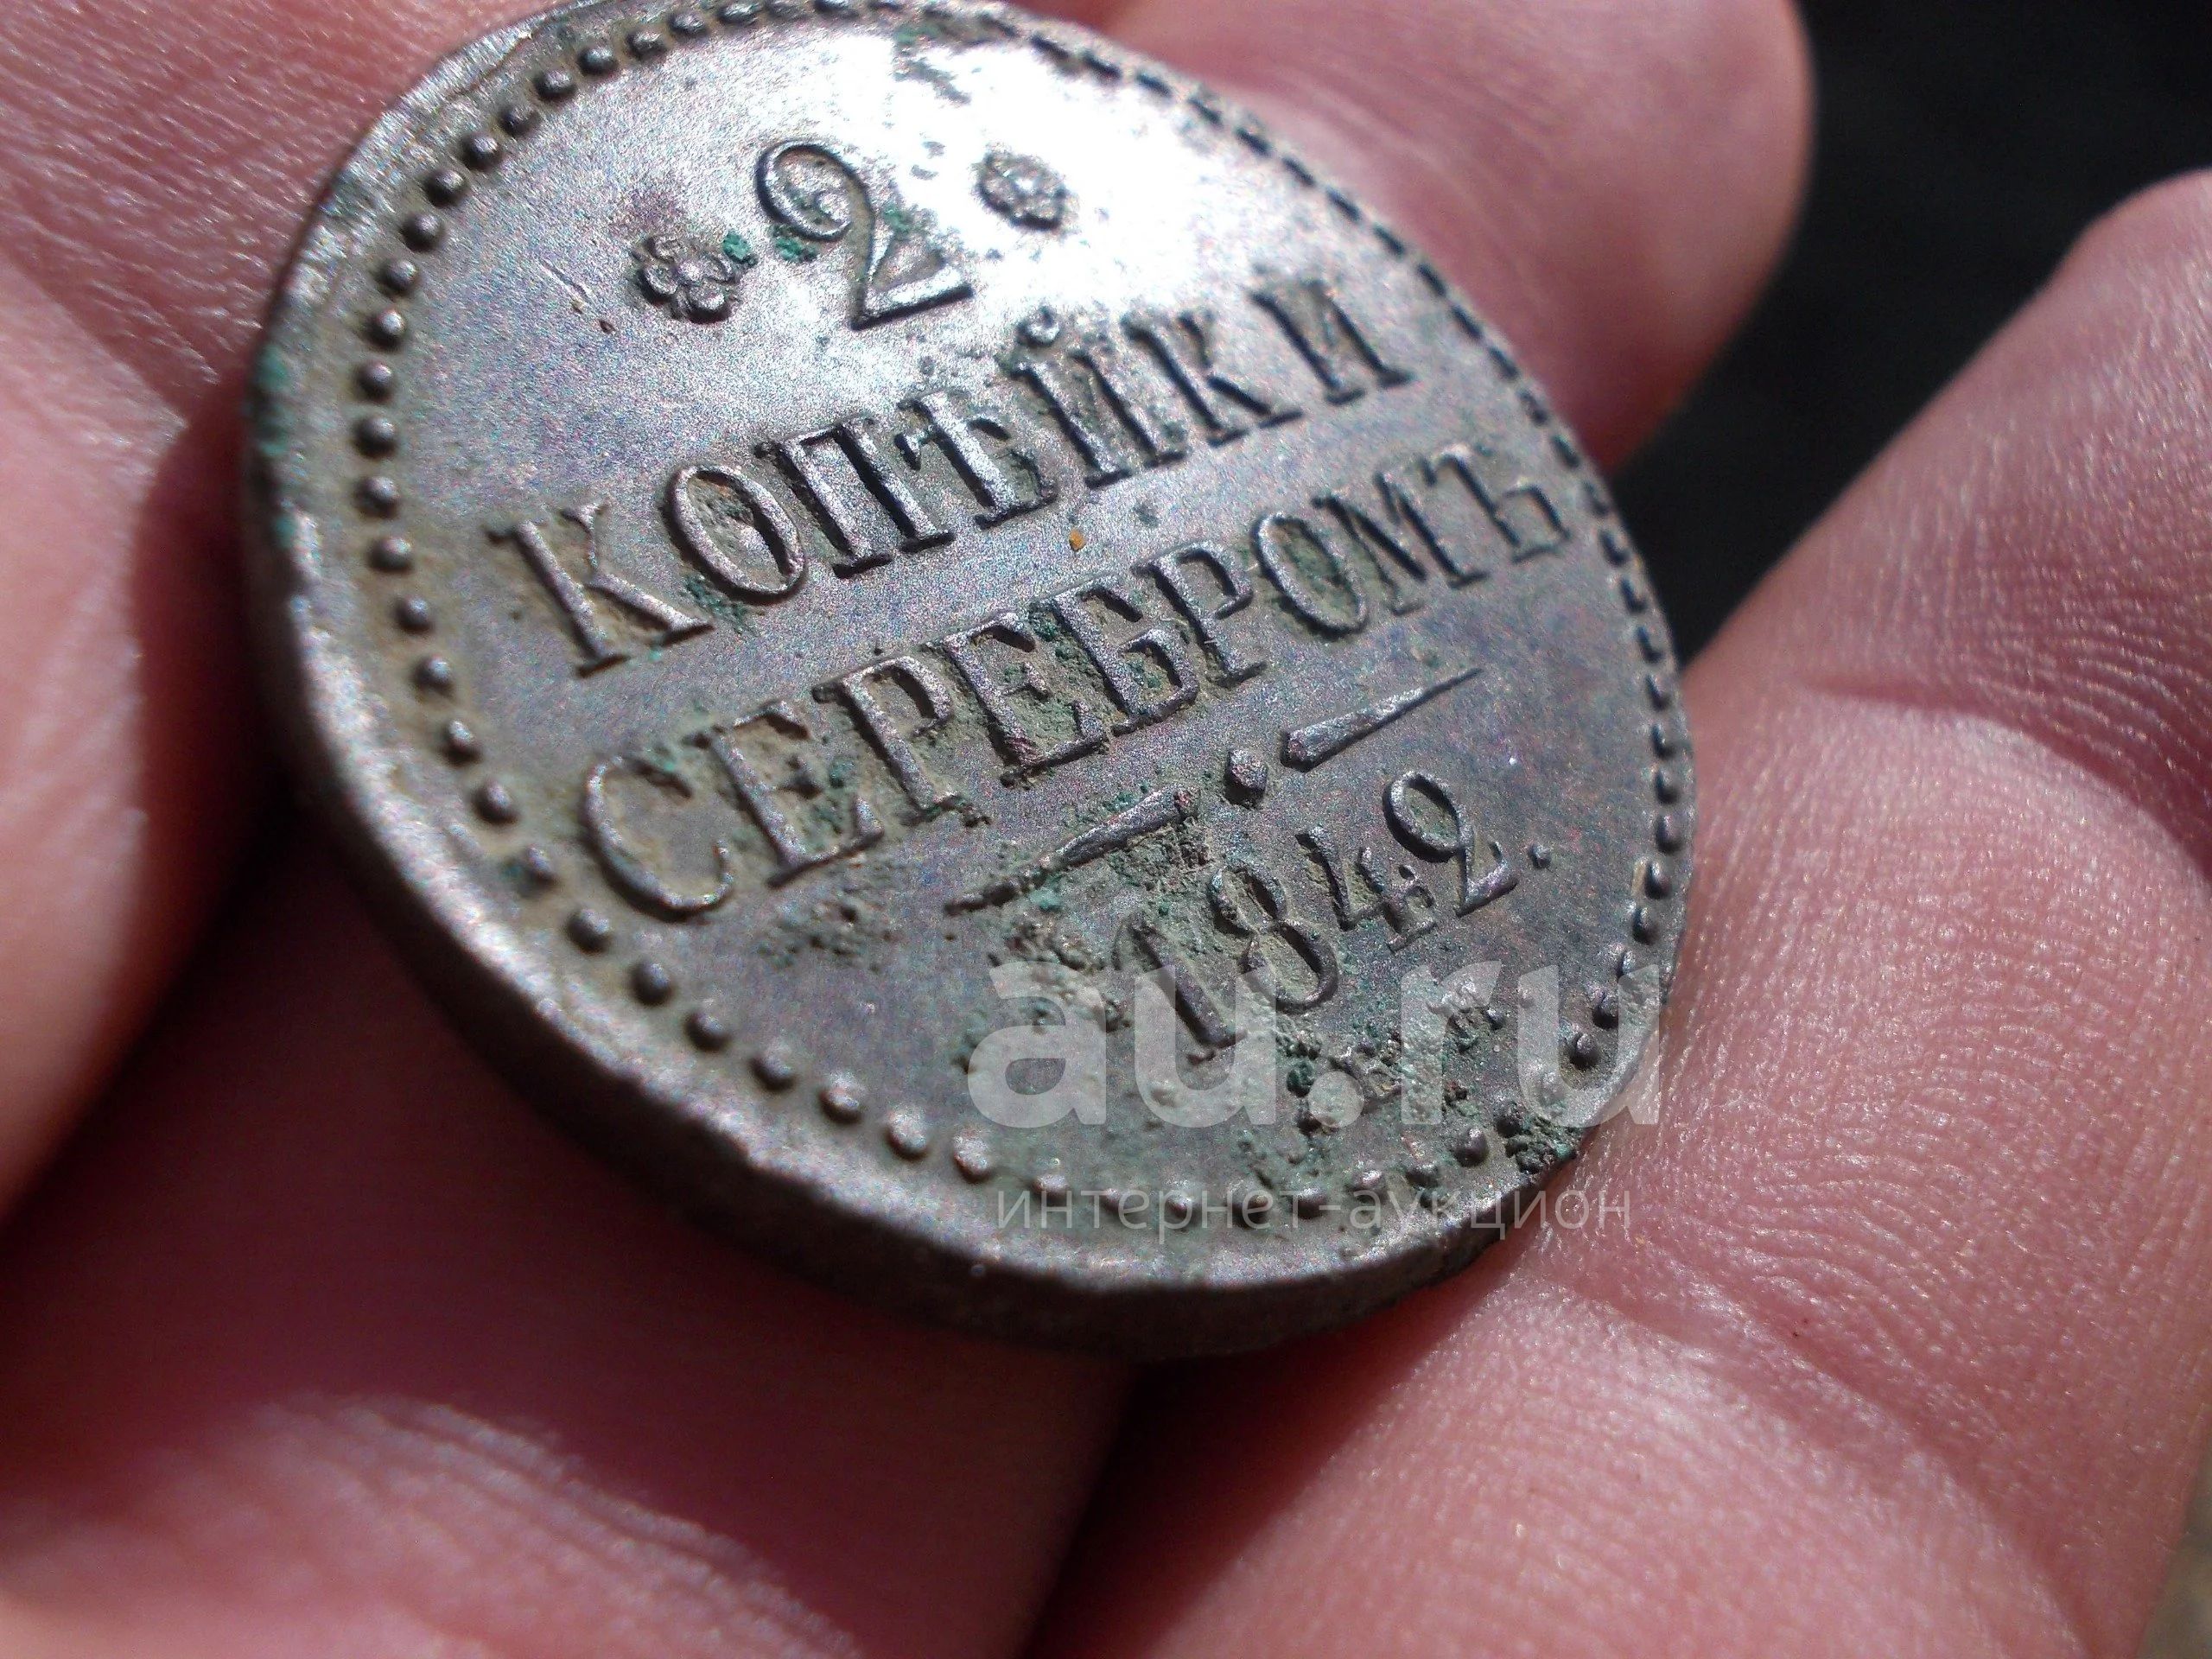 2
КОПѢЙКИ
СЕРЕБРОМЪ
1842.
au.ru
интернет-аукцион